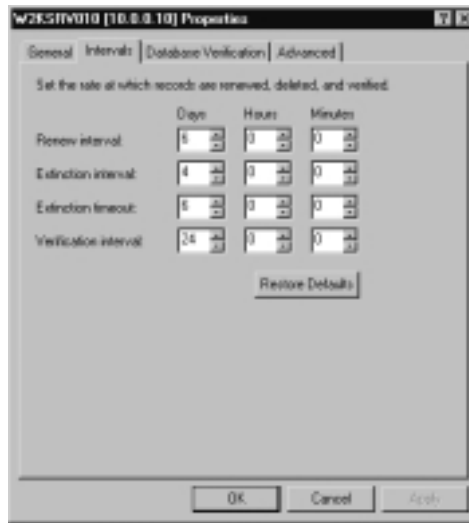 W2KSRV010 [10.0.0.10] Properties
General Intervals Database Verification Advanced
Set the rate at which records are renewed, deleted, and verified.
Days Hours Minutes
Renew interval: 6 0 0
Extinction interval: 4 0 0
Extinction timeout: 6 0 0
Verification interval: 24 0 0
Restore Defaults
OK Cancel Apply